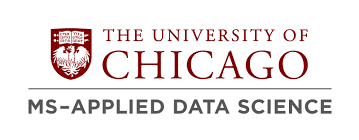 THE UNIVERSITY OF
CHICAGO
MS–APPLIED DATA SCIENCE